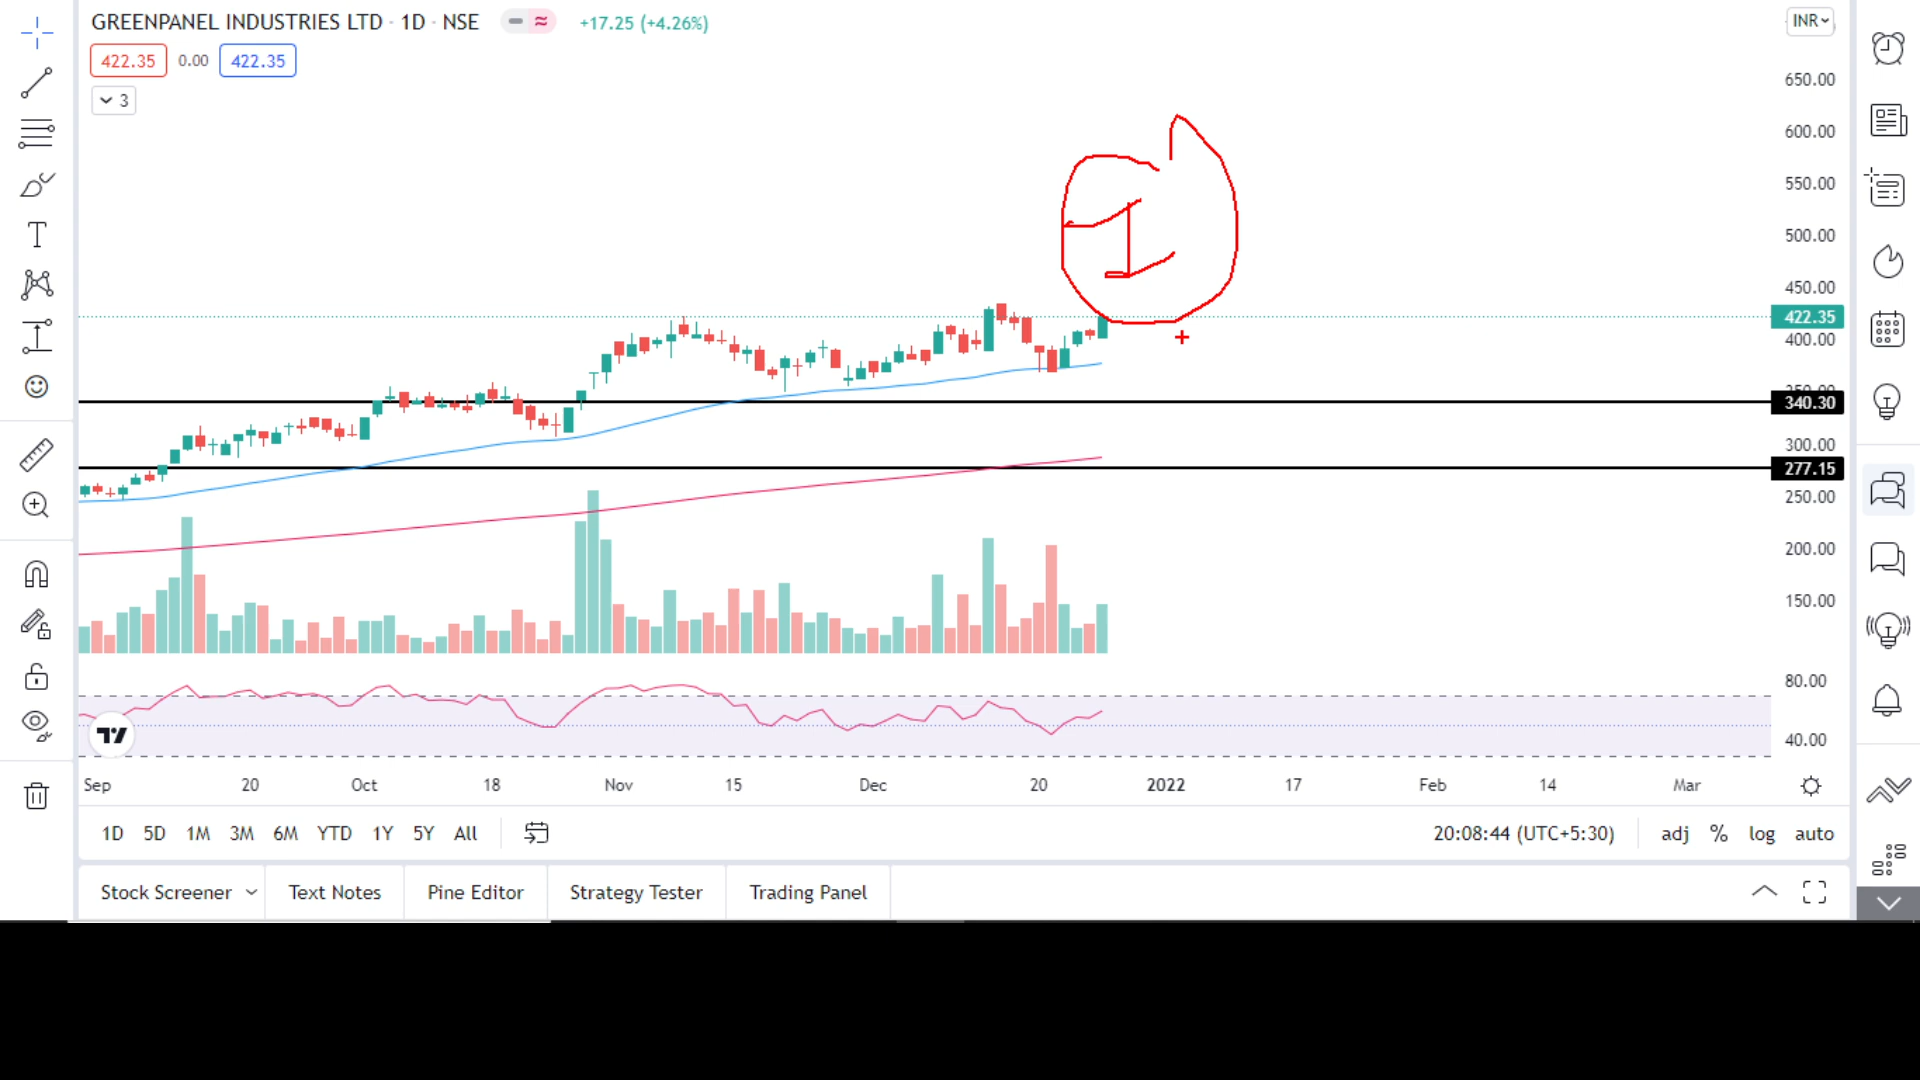 GREENPANEL INDUSTRIES LTD · 1D · NSE +17.25 (+4.26%)
INR
422.35 0.00 422.35
3
650.00
600.00
550.00
500.00
450.00
422.35
400.00
340.30
300.00
277.15
250.00
200.00
150.00
80.00
40.00
1
Sep 20 Oct 18 Nov 15 Dec 20 2022 17 Feb 14 Mar
1D 5D 1M 3M 6M YTD 1Y 5Y All 20:08:44 (UTC+5:30) adj % log auto
Stock Screener Text Notes Pine Editor Strategy Tester Trading Panel